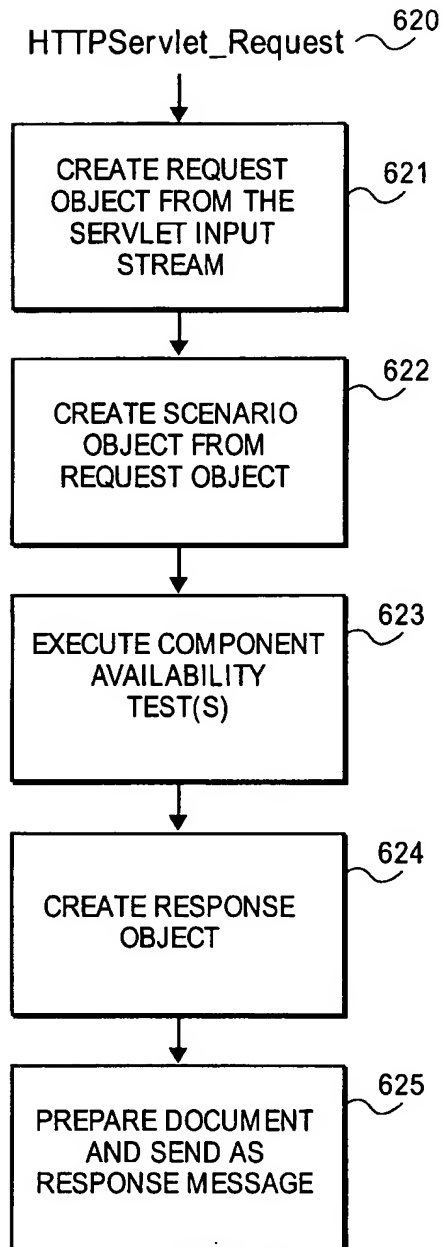 HTTPServlet_Request 620
CREATE REQUEST
OBJECT FROM THE
SERVLET INPUT
STREAM
621
CREATE SCENARIO
OBJECT FROM
REQUEST OBJECT
622
EXECUTE COMPONENT
AVAILABILITY
TEST(S)
623
CREATE RESPONSE
OBJECT
624
PREPARE DOCUMENT
AND SEND AS
RESPONSE MESSAGE
625